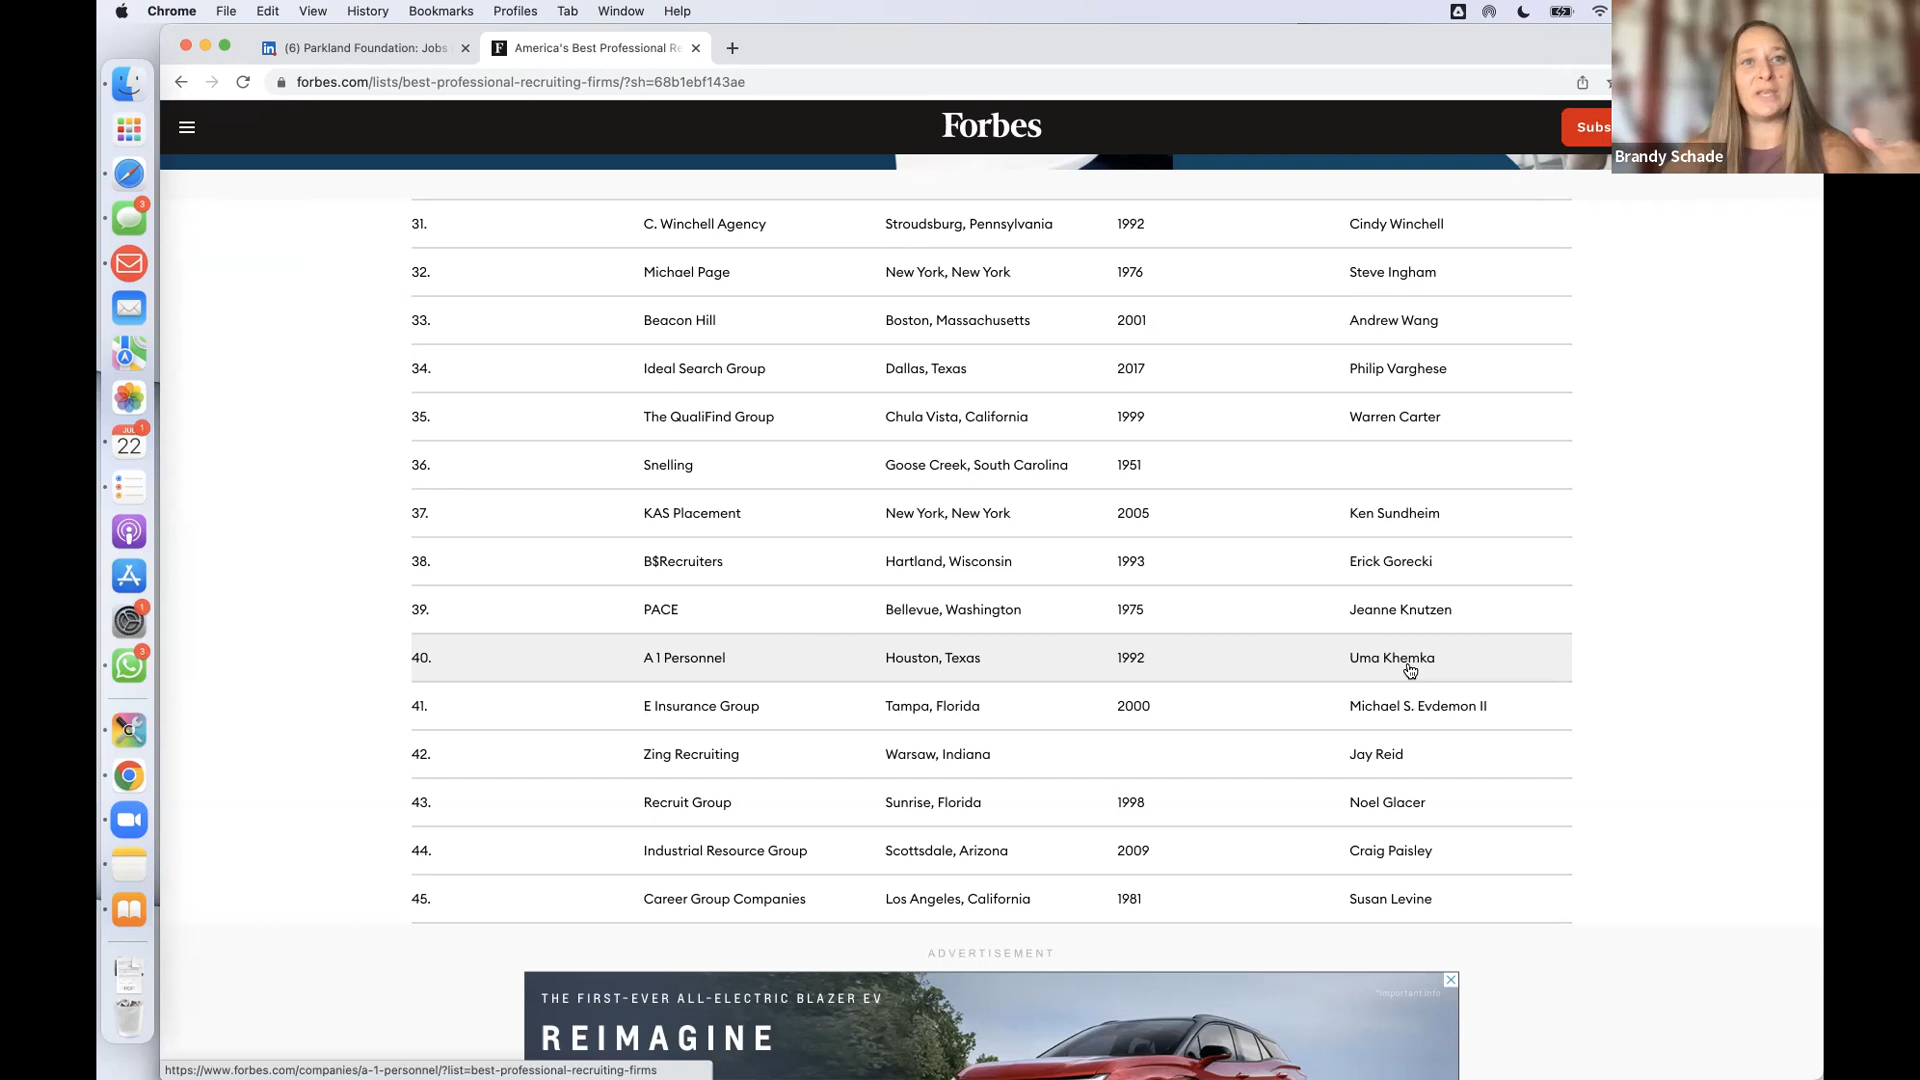 Chrome File Edit View History Bookmarks Profiles Tab Window Help
(6) Parkland Foundation: Jobs
America's Best Professional Re
forbes.com/lists/best-professional-recruiting-firms/?sh=68b1ebf143ae
Forbes
Subs
Brandy Schade
31. C. Winchell Agency Stroudsburg, Pennsylvania 1992 Cindy Winchell
32. Michael Page New York, New York 1976 Steve Ingham
33. Beacon Hill Boston, Massachusetts 2001 Andrew Wang
34. Ideal Search Group Dallas, Texas 2017 Philip Varghese
35. The QualiFind Group Chula Vista, California 1999 Warren Carter
36. Snelling Goose Creek, South Carolina 1951
37. KAS Placement New York, New York 2005 Ken Sundheim
38. B$Recruiters Hartland, Wisconsin 1993 Erick Gorecki
39. PACE Bellevue, Washington 1975 Jeanne Knutzen
40. A 1 Personnel Houston, Texas 1992 Uma Khemka
41. E Insurance Group Tampa, Florida 2000 Michael S. Evdemon II
42. Zing Recruiting Warsaw, Indiana Jay Reid
43. Recruit Group Sunrise, Florida 1998 Noel Glacer
44. Industrial Resource Group Scottsdale, Arizona 2009 Craig Paisley
45. Career Group Companies Los Angeles, California 1981 Susan Levine
3
JUL 1
22
1
3
PDF
ADVERTISEMENT
THE FIRST-EVER ALL-ELECTRIC BLAZER EV
*Important info
REIMAGINE
https://www.forbes.com/companies/a-1-personnel/?list=best-professional-recruiting-firms